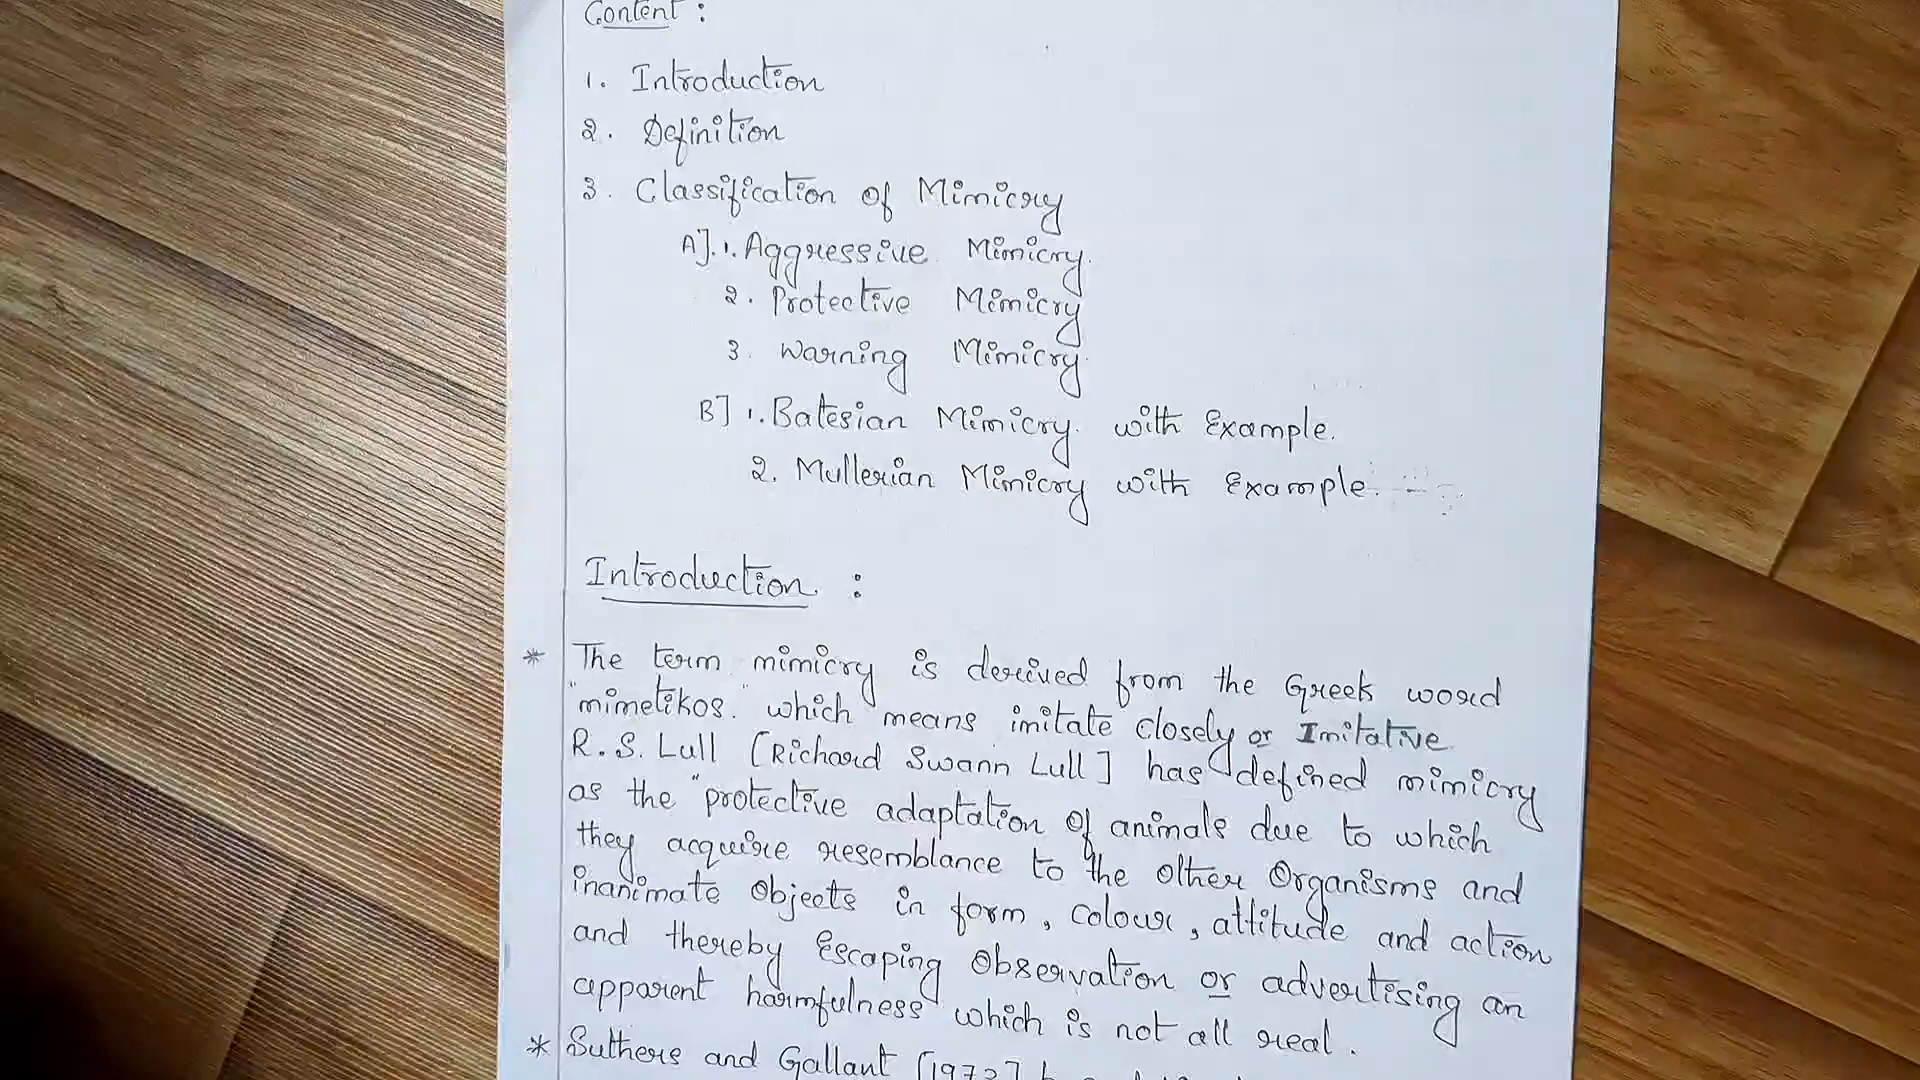 Content :
1. Introduction
2. Definition
3. Classification of Mimicry
A]. 1. Aggressive Mimicry.
2. Protective Mimicry
3. Warning Mimicry.
B] 1. Batesian Mimicry. with Example.
2. Mullerian Mimicry with Example.
Introduction :
* The term mimicry is derived from the Greek word
"mimetikos." which means imitate closely or Imitative
R. S. Lull [Richard Swann Lull] has defined mimicry
as the "protective adaptation of animals due to which
they acquire resemblance to the other Organisms and
inanimate Objects in form, colour, attitude and action
and thereby Escaping Observation or advertising an
apparent harmfulness which is not all real.
* Suthers and Gallant